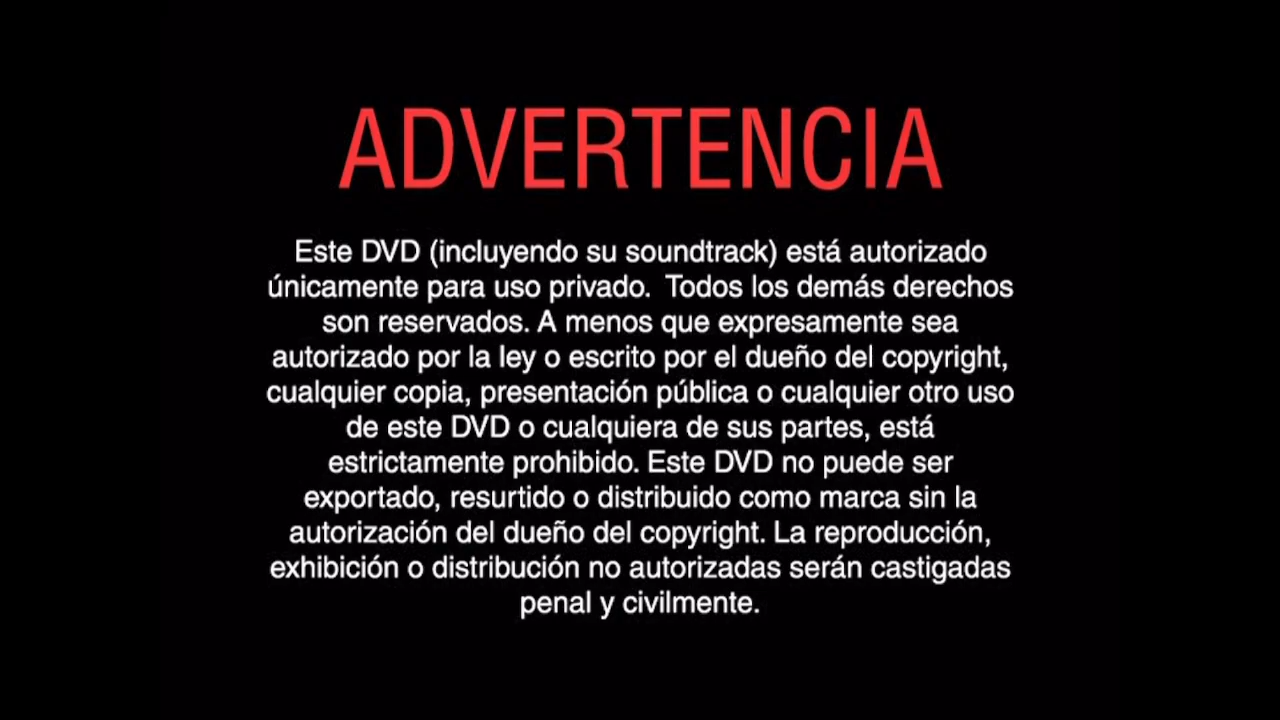 ADVERTENCIA
Este DVD (incluyendo su soundtrack) está autorizado
únicamente para uso privado.  Todos los demás derechos
son reservados. A menos que expresamente sea
autorizado por la ley o escrito por el dueño del copyright,
cualquier copia, presentación pública o cualquier otro uso
de este DVD o cualquiera de sus partes, está
estrictamente prohibido. Este DVD no puede ser
exportado, resurtido o distribuido como marca sin la
autorización del dueño del copyright. La reproducción,
exhibición o distribución no autorizadas serán castigadas
penal y civilmente.